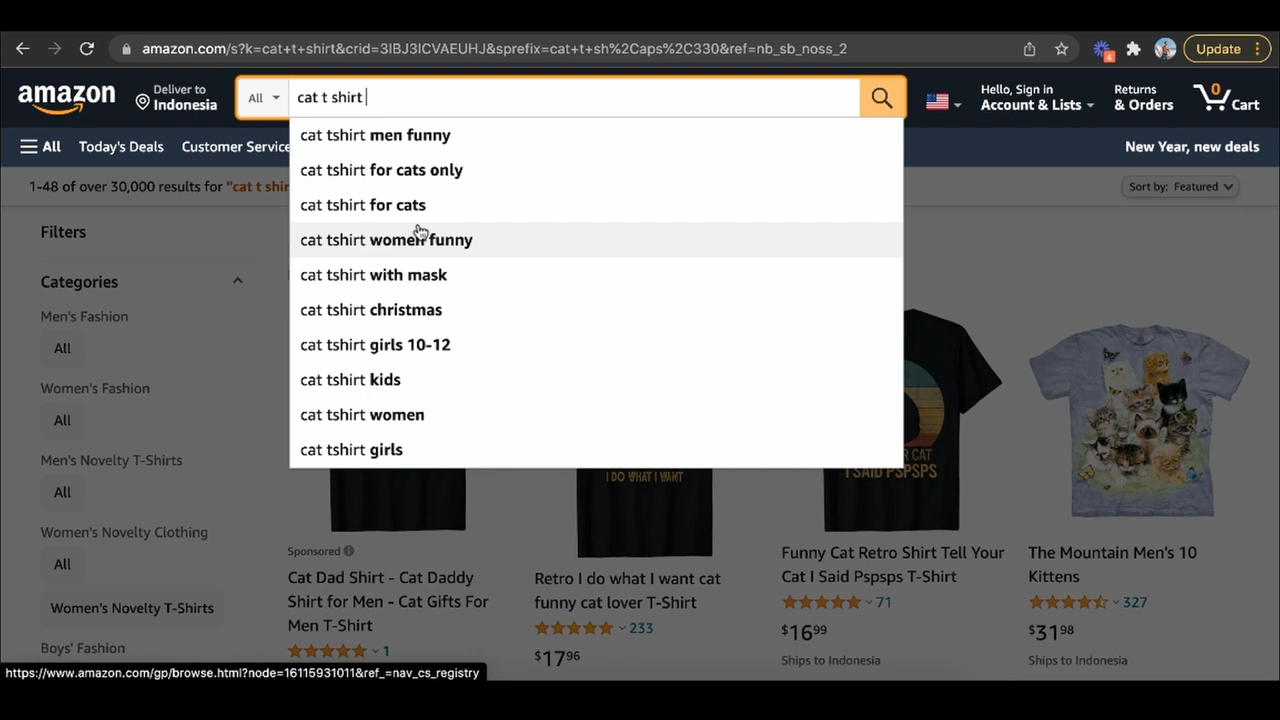 amazon.com/s?k=cat+t+shirt&crid=3IBJ3ICVAEUHJ&sprefix=cat+t+sh%2Caps%2C330&ref=nb_sb_noss_2
4
Update
amazon
Deliver to
Indonesia
All
cat t shirt
Hello, Sign in
Account & Lists
Returns
& Orders
0
Cart
All
Today's Deals
Customer Service
New Year, new deals
cat tshirt men funny
cat tshirt for cats only
cat tshirt for cats
cat tshirt women funny
cat tshirt with mask
cat tshirt christmas
cat tshirt girls 10-12
cat tshirt kids
cat tshirt women
cat tshirt girls
1-48 of over 30,000 results for "cat t shir
Sort by: Featured
Filters
Categories
Men's Fashion
All
Women's Fashion
All
Men's Novelty T-Shirts
All
Women's Novelty Clothing
All
Women's Novelty T-Shirts
Boys' Fashion
I DO WHAT I WANT
R CAT
I SAID PSPSPS
Sponsored
Cat Dad Shirt - Cat Daddy
Shirt for Men - Cat Gifts For
Men T-Shirt
1
Retro I do what I want cat
funny cat lover T-Shirt
233
$1796
Funny Cat Retro Shirt Tell Your
Cat I Said Pspsps T-Shirt
71
$1699
Ships to Indonesia
The Mountain Men's 10
Kittens
327
$3198
Ships to Indonesia
https://www.amazon.com/gp/browse.html?node=16115931011&ref_=nav_cs_registry